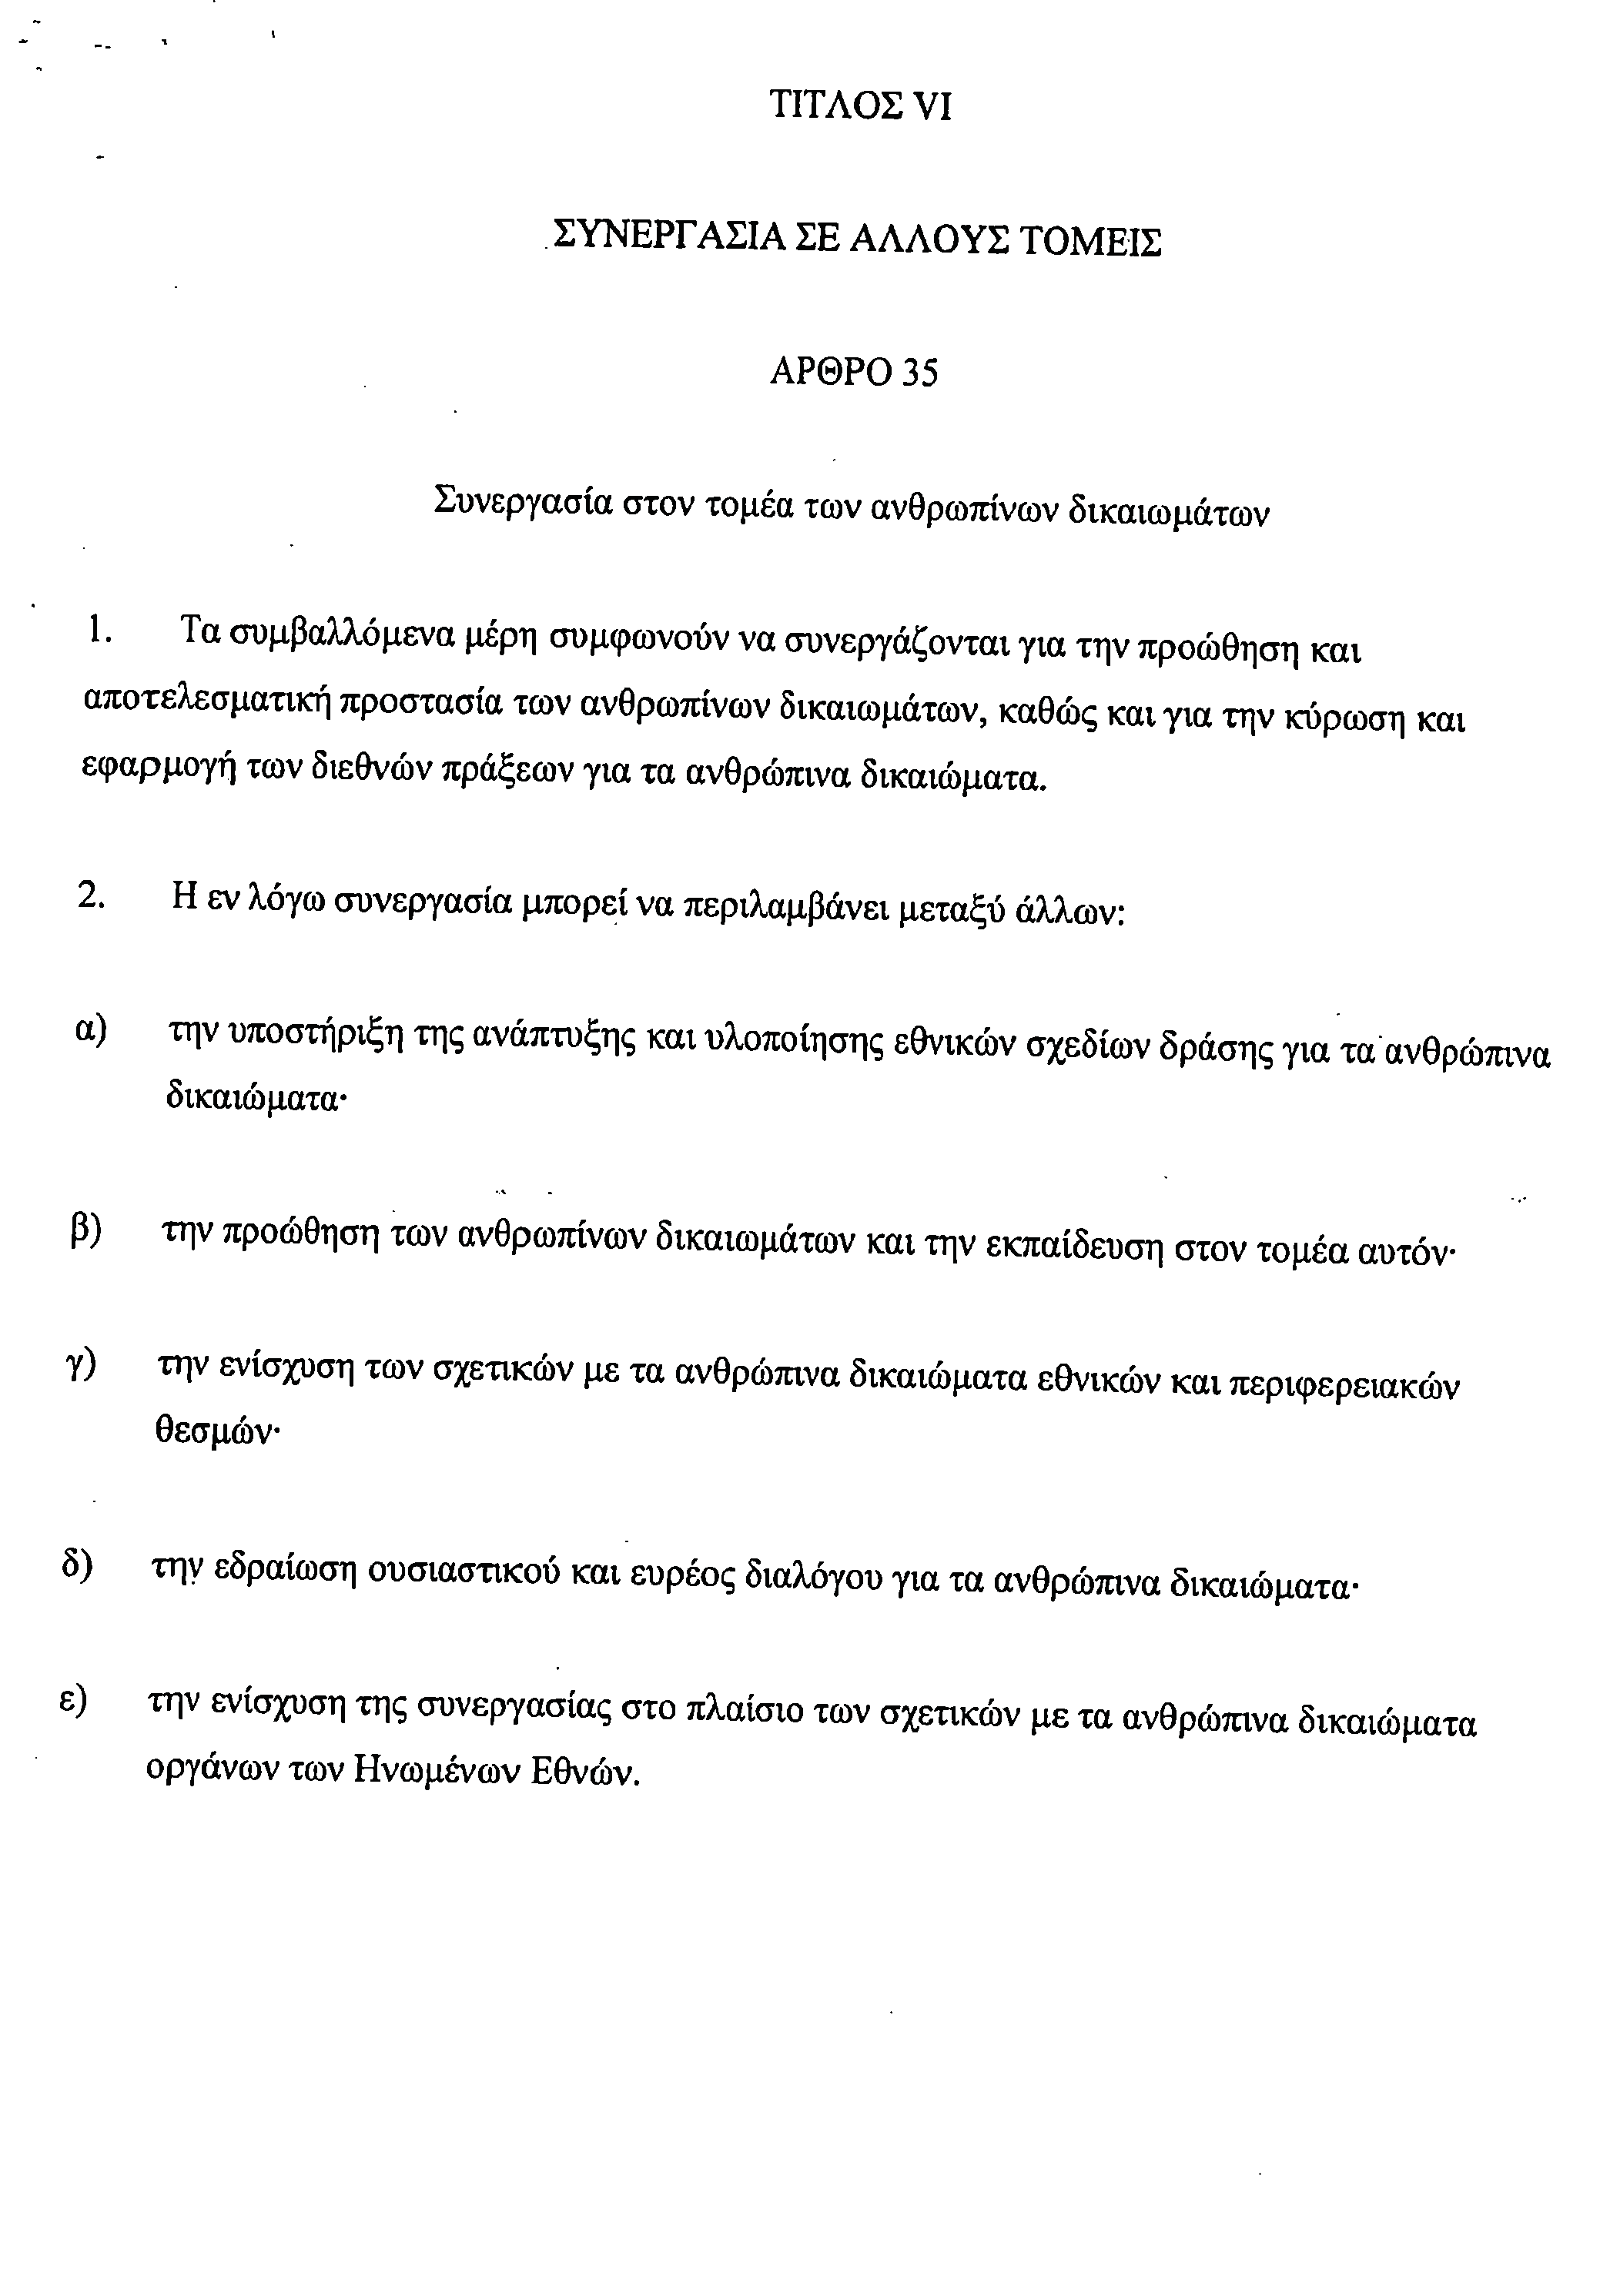 ΤΙΤΛΟΣ VI
ΣΥΝΕΡΓΑΣΙΑ ΣΕ ΑΛΛΟΥΣ ΤΟΜΕΙΣ
ΑΡΘΡΟ 35
Συνεργασία στον τομέα των ανθρωπίνων δικαιωμάτων
1. Τα συμβαλλόμενα μέρη συμφωνούν να συνεργάζονται για την προώθηση και
αποτελεσματική προστασία των ανθρωπίνων δικαιωμάτων, καθώς και για την κύρωση και
εφαρμογή των διεθνών πράξεων για τα ανθρώπινα δικαιώματα.
2. Η εν λόγω συνεργασία μπορεί να περιλαμβάνει μεταξύ άλλων:
α) την υποστήριξη της ανάπτυξης και υλοποίησης εθνικών σχεδίων δράσης για τα ανθρώπινα
δικαιώματα·
β) την προώθηση των ανθρωπίνων δικαιωμάτων και την εκπαίδευση στον τομέα αυτόν·
γ) την ενίσχυση των σχετικών με τα ανθρώπινα δικαιώματα εθνικών και περιφερειακών
θεσμών·
δ) την εδραίωση ουσιαστικού και ευρέος διαλόγου για τα ανθρώπινα δικαιώματα·
ε) την ενίσχυση της συνεργασίας στο πλαίσιο των σχετικών με τα ανθρώπινα δικαιώματα
οργάνων των Ηνωμένων Εθνών.